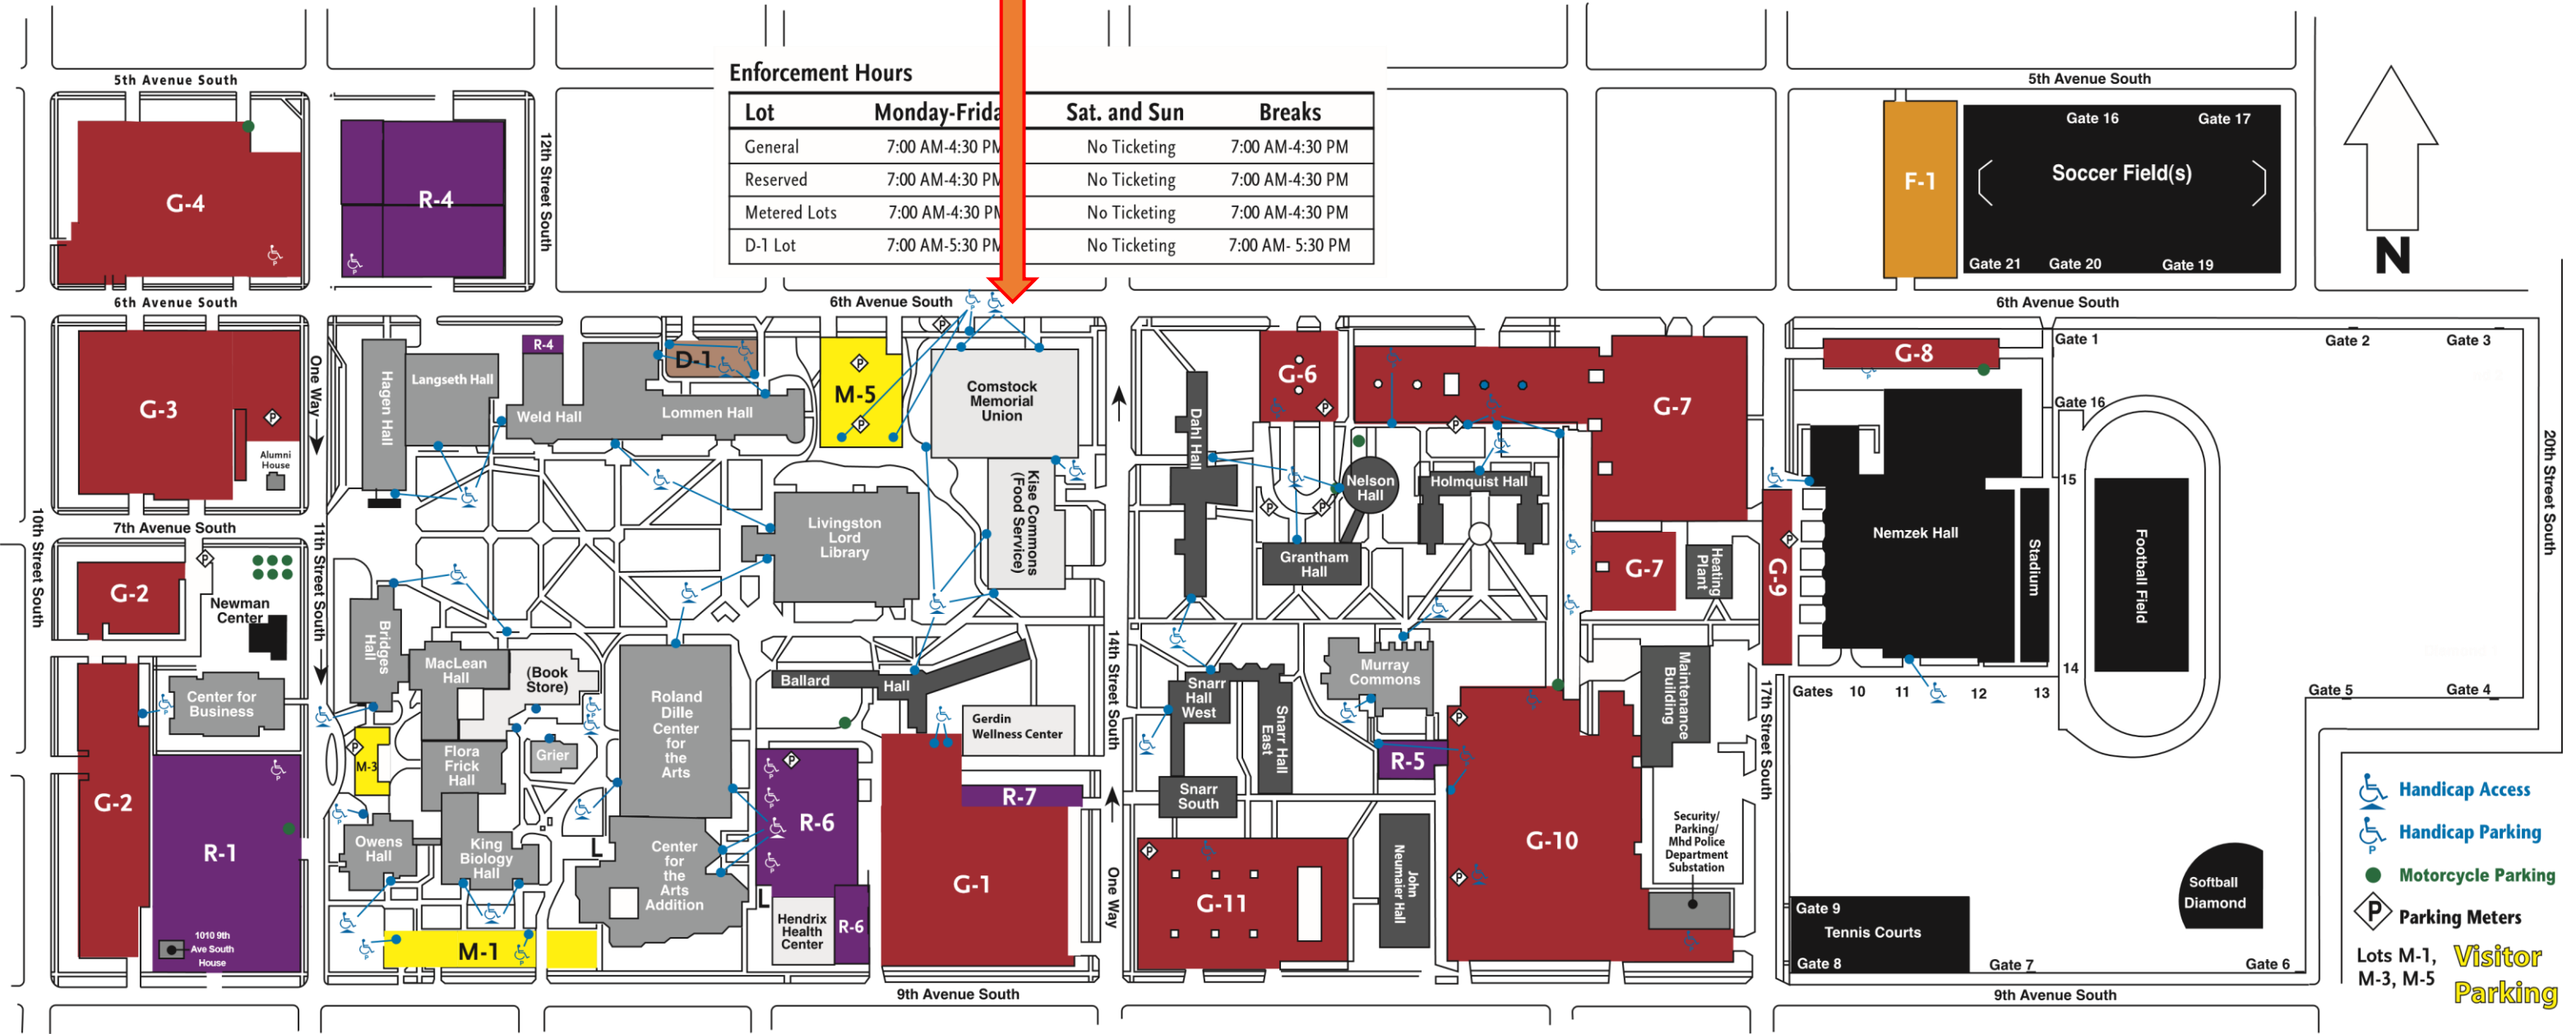 5th Avenue South
5th Avenue South
Enforcement Hours
Lot Monday-Frida Sat. and Sun Breaks
General 7:00 AM-4:30 PM No Ticketing 7:00 AM-4:30 PM
Reserved 7:00 AM-4:30 PM No Ticketing 7:00 AM-4:30 PM
Metered Lots 7:00 AM-4:30 PM No Ticketing 7:00 AM-4:30 PM
D-1 Lot 7:00 AM-5:30 PM No Ticketing 7:00 AM- 5:30 PM
G-4
R-4
12th Street South
F-1
Gate 16 Gate 17
Soccer Field(s)
Gate 21 Gate 20 Gate 19
N
6th Avenue South
6th Avenue South
6th Avenue South
G-3
P
Alumni
House
One Way
Hagen Hall
Langseth Hall
R-4
Weld Hall
Lommen Hall
D-1
P
M-5
P
P
Comstock
Memorial
Union
Kise Commons
(Food Service)
Livingston
Lord
Library
Dahl Hall
G-6
P
P
P
Nelson
Hall
Grantham
Hall
P
Holmquist Hall
G-7
G-7
Heating
Plant
G-8
G-9
P
Nemzek Hall
Stadium
Football Field
Gate 1 Gate 2 Gate 3
Gate 16
15
14
Gates 10 11 12 13
Gate 5 Gate 4
20th Street South
7th Avenue South
10th Street South
11th Street South
P
G-2
Newman
Center
G-2
Center for
Business
R-1
1010 9th
Ave South
House
Bridges
Hall
MacLean
Hall
(Book
Store)
P
M-3
Flora
Frick
Hall
Grier
Owens
Hall
King
Biology
Hall
M-1
Roland
Dille
Center
for
the
Arts
L
Center
for
the
Arts
Addition
Ballard Hall
Gerdin
Wellness Center
P
R-6
L
Hendrix
Health
Center
R-6
R-7
G-1
14th Street South
One Way
Snarr
Hall
West
Snarr Hall
East
Snarr
South
P
G-11
Murray
Commons
R-5
John
Neumaier Hall
P
G-10
P
Maintenance
Building
Security/
Parking/
Mhd Police
Department
Substation
17th Street South
Gate 9
Tennis Courts
Gate 8 Gate 7 Gate 6
Softball
Diamond
9th Avenue South
9th Avenue South
Handicap Access
P Handicap Parking
Motorcycle Parking
P Parking Meters
Lots M-1,
M-3, M-5
Visitor
Parking